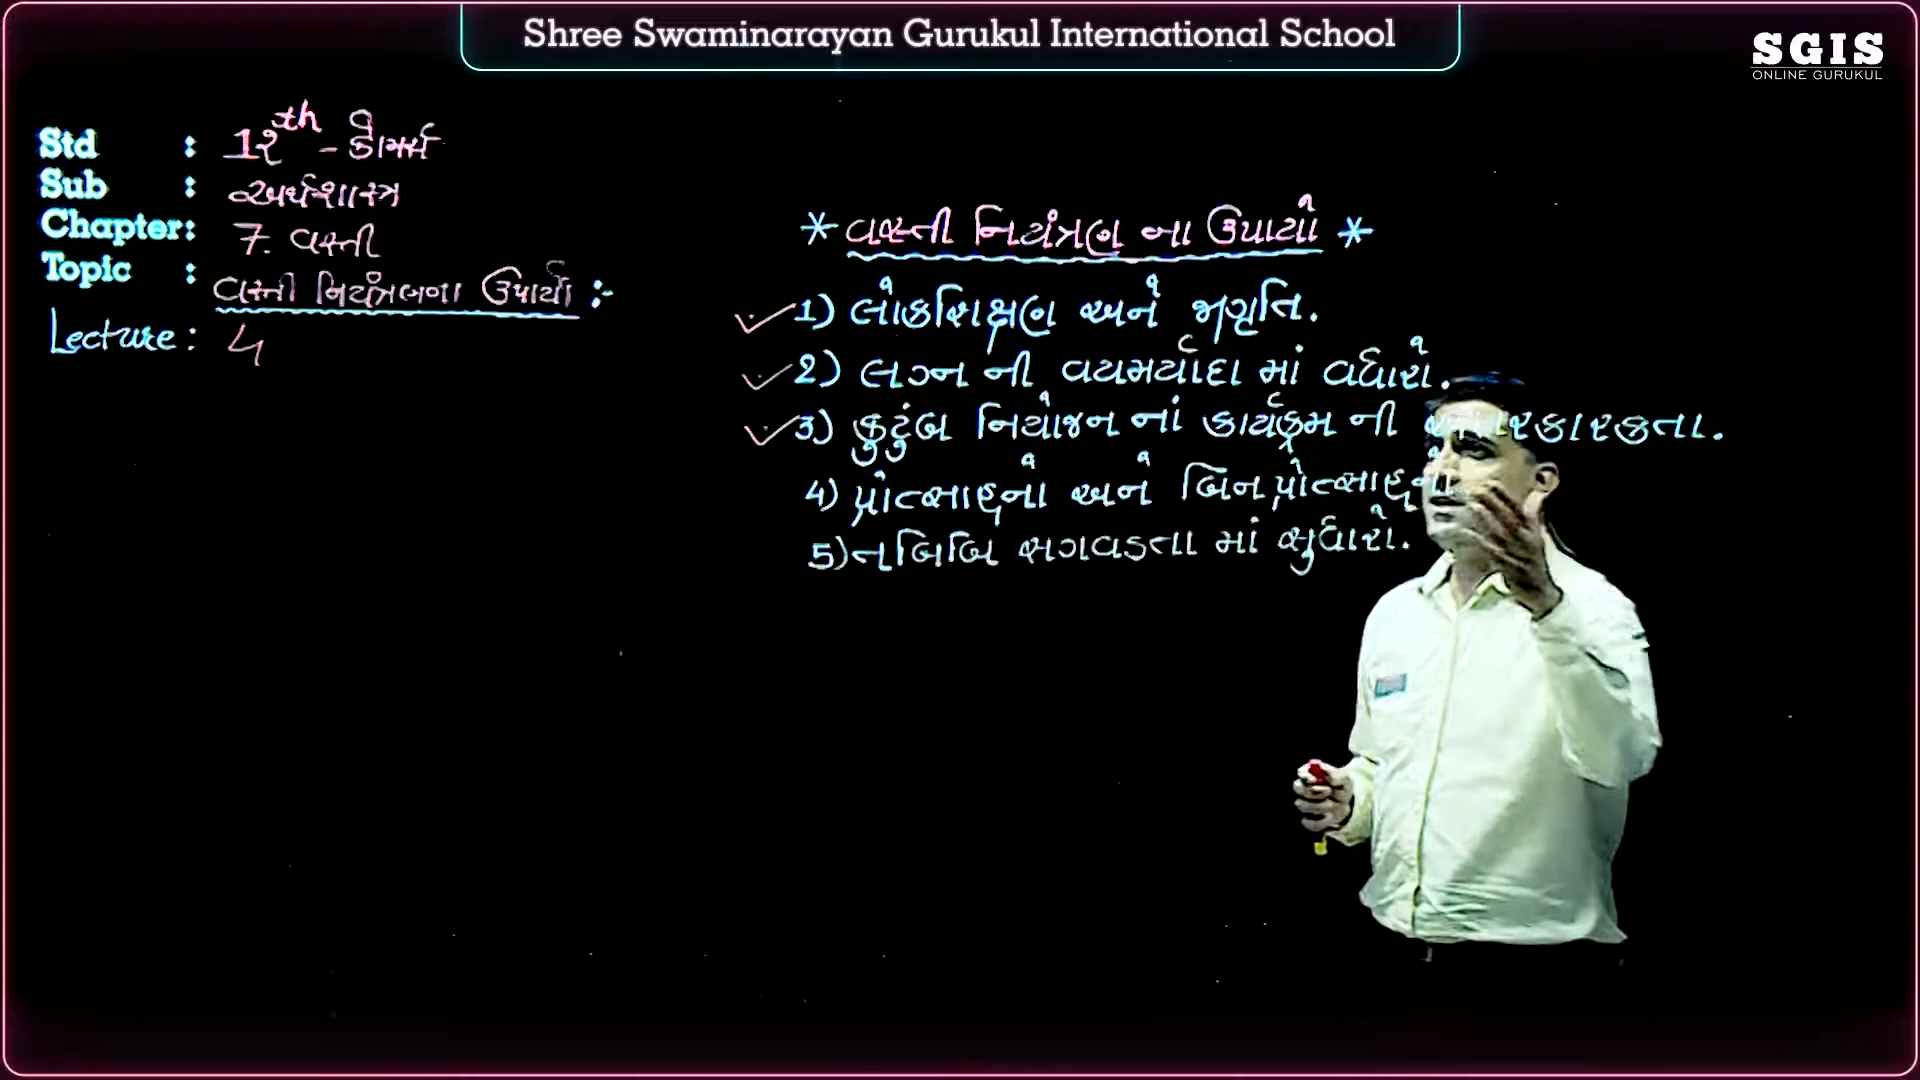 Shree Swaminarayan Gurukul International School
SGIS
ONLINE GURUKUL
Std : 12th - કોમર્સ
Sub : અર્થશાસ્ત્ર
Chapter: 7. વસ્તી
Topic : વસ્તી નિયંત્રણના ઉપાયો :-
Lecture: 4
* વસ્તી નિયંત્રણ ના ઉપાયો *
1) લોકશિક્ષણ અને જાગૃતિ.
2) લગ્ન ની વયમર્યાદા માં વધારો.
3) કુટુંબ નિયોજન નાં કાર્યક્રમ ની
4) પ્રોત્સાહનો અને બિનપ્રોત્સાહનો
5) તબિબિ સગવડતા માં સુધારો.